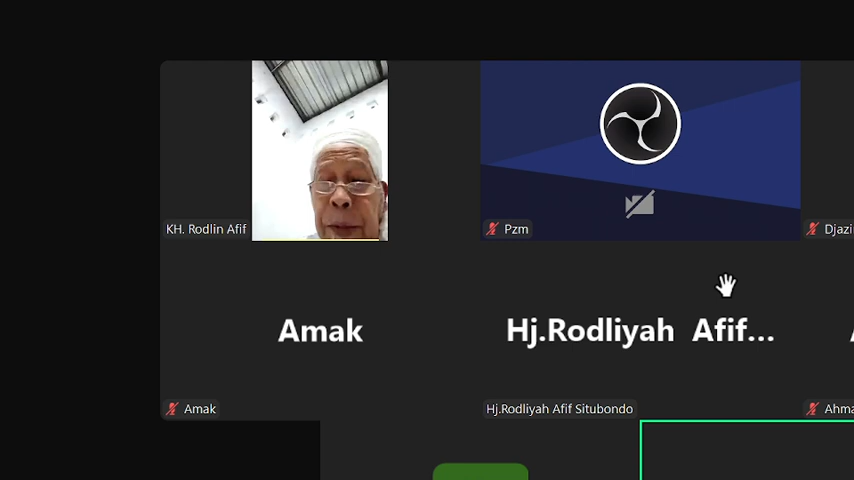 KH. Rodlin Afif
Pzm
Djazi
Amak
Hj.Rodliyah Afif...
Amak
Hj.Rodliyah Afif Situbondo
Ahma